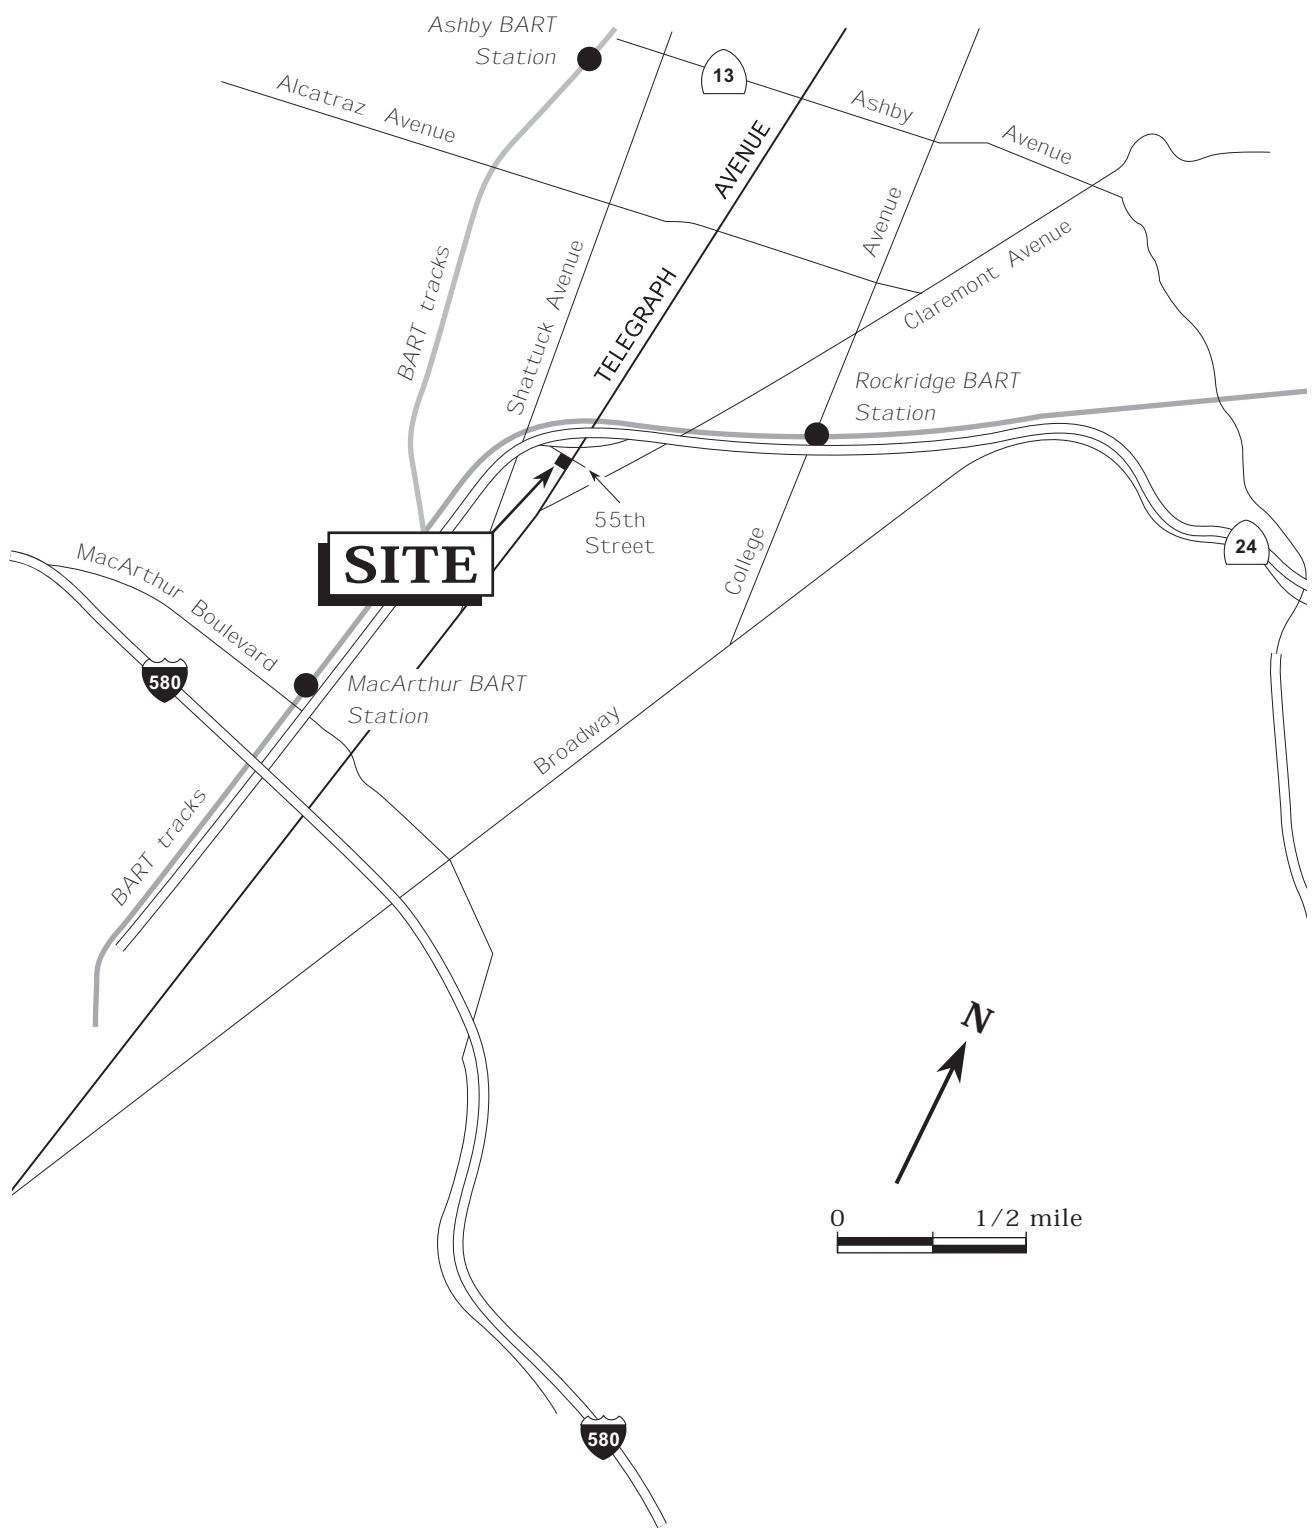 Ashby BART
Station
13
Alcatraz Avenue
Ashby
Avenue
AVENUE
Avenue
BART tracks
Shattuck Avenue
TELEGRAPH
Claremont Avenue
Rockridge BART
Station
55th
Street
SITE
College
24
MacArthur Boulevard
580
MacArthur BART
Station
Broadway
BART tracks
N
0 1/2 mile
580